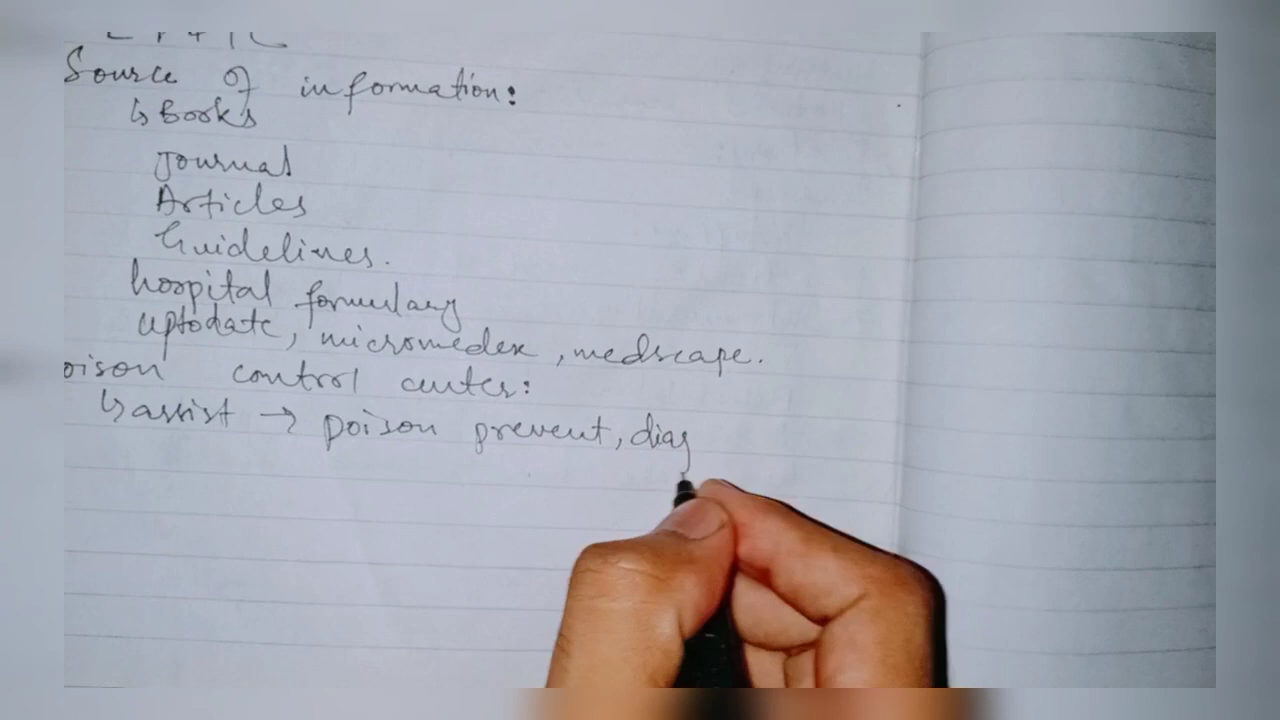 Source of information:
↳ Books
Journal
Articles
Guidelines.
hospital formulary
uptodate, micromedex, medscape.
oison control center:
↳ assist → poison prevent, diag